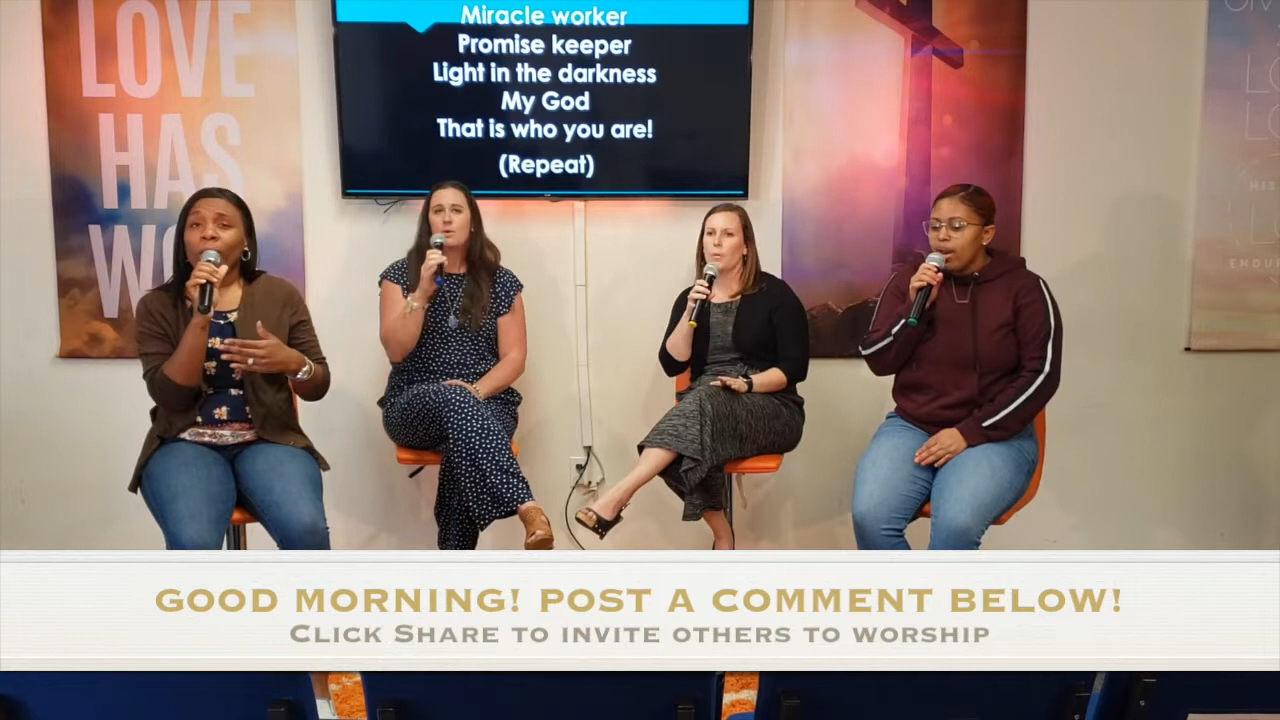 LOVE
HAS
Miracle worker
Promise keeper
Light in the darkness
My God
That is who you are!
(Repeat)
GOOD MORNING! POST A COMMENT BELOW!
CLICK SHARE TO INVITE OTHERS TO WORSHIP